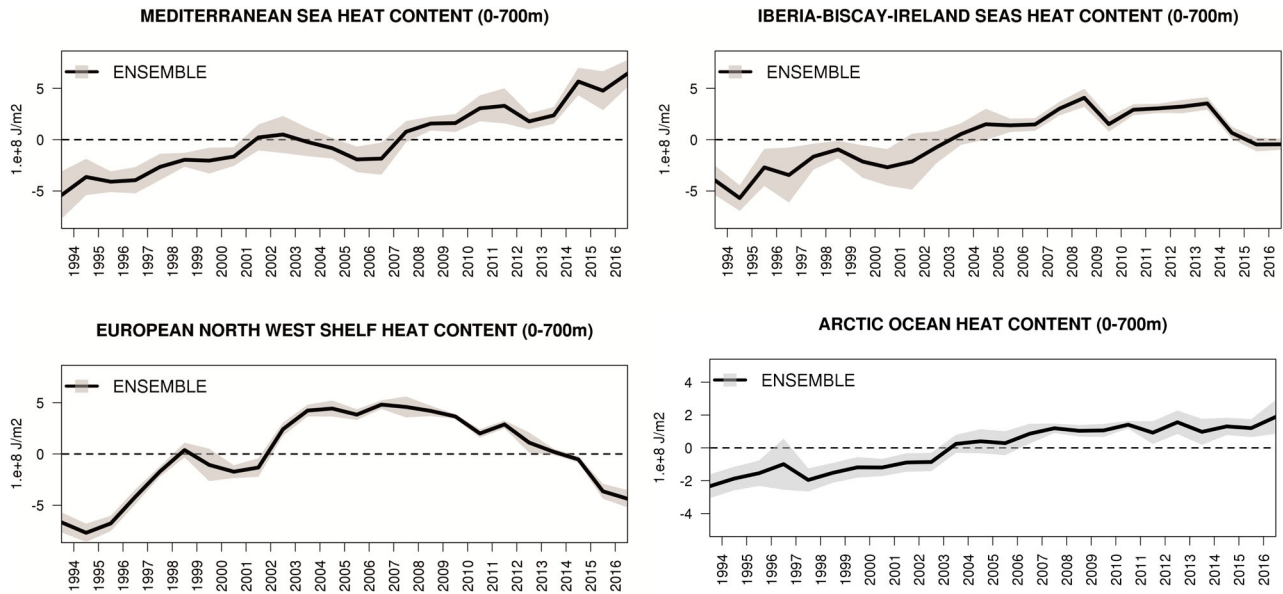 MEDITERRANEAN SEA HEAT CONTENT (0-700m)
ENSEMBLE
1.e+8 J/m2
5
0
-5
1994 1995 1996 1997 1998 1999 2000 2001 2002 2003 2004 2005 2006 2007 2008 2009 2010 2011 2012 2013 2014 2015 2016
IBERIA-BISCAY-IRELAND SEAS HEAT CONTENT (0-700m)
ENSEMBLE
1.e+8 J/m2
5
0
-5
1994 1995 1996 1997 1998 1999 2000 2001 2002 2003 2004 2005 2006 2007 2008 2009 2010 2011 2012 2013 2014 2015 2016
EUROPEAN NORTH WEST SHELF HEAT CONTENT (0-700m)
ENSEMBLE
1.e+8 J/m2
5
0
-5
1994 1995 1996 1997 1998 1999 2000 2001 2002 2003 2004 2005 2006 2007 2008 2009 2010 2011 2012 2013 2014 2015 2016
ARCTIC OCEAN HEAT CONTENT (0-700m)
ENSEMBLE
1.e+8 J/m2
4
2
0
-2
-4
1994 1995 1996 1997 1998 1999 2000 2001 2002 2003 2004 2005 2006 2007 2008 2009 2010 2011 2012 2013 2014 2015 2016